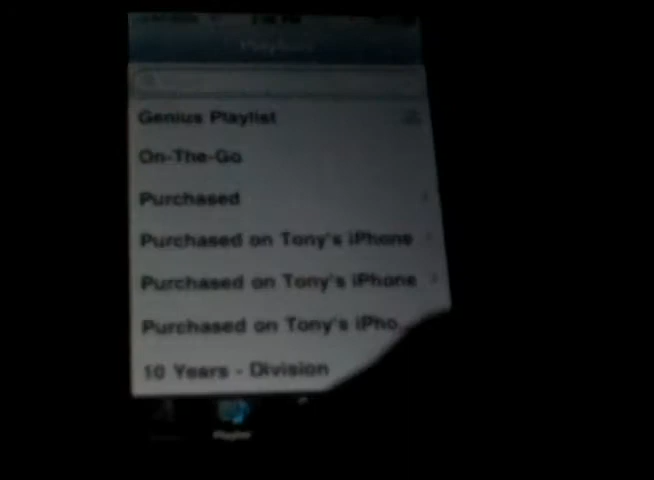 Playlists
Genius Playlist
On-The-Go
Purchased
Purchased on Tony's iPhone
Purchased on Tony's iPhone
Purchased on Tony's iPho
10 Years - Division